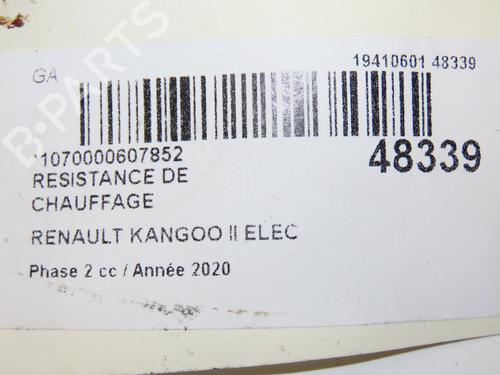 19410601 48339
GA
B-PARTS
*1070000607852
48339
RESISTANCE DE
CHAUFFAGE
RENAULT KANGOO II ELEC
Phase 2 cc / Année 2020